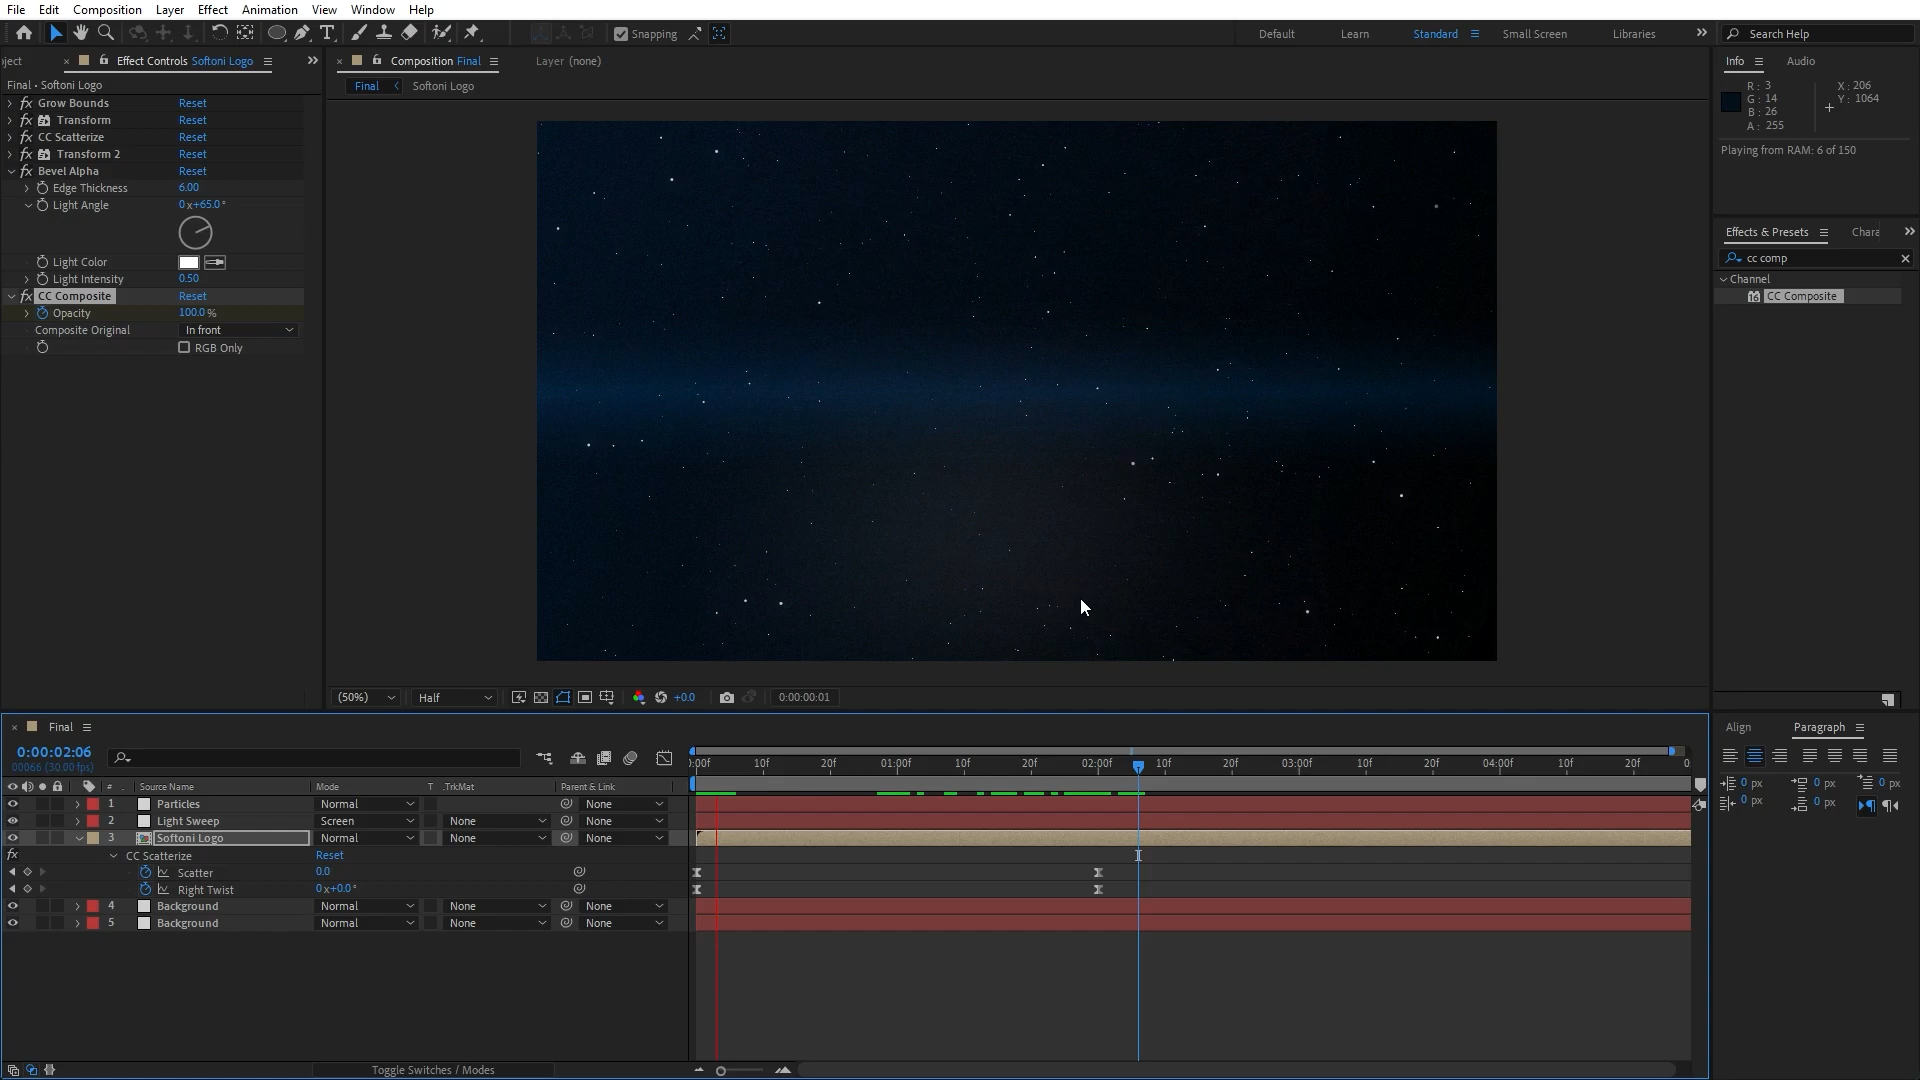 File Edit Composition Layer Effect Animation View Window Help
Snapping Default Learn Standard Small Screen Libraries Search Help
ject Effect Controls Softoni Logo
Composition Final Layer (none)
Info Audio
Final • Softoni Logo
Final Softoni Logo
Grow Bounds Reset
Transform Reset
CC Scatterize Reset
Transform 2 Reset
Bevel Alpha Reset
Edge Thickness 6.00
Light Angle 0x+65.0°
Light Color
Light Intensity 0.50
CC Composite Reset
Opacity 100.0 %
Composite Original In front
RGB Only
R: 3 X: 206
G: 14 Y: 1064
B: 26
A: 255
Playing from RAM: 6 of 150
Effects & Presets Chara
cc comp
Channel
CC Composite
(50%) Half +0.0 0:00:00:01
Final
0:00:02:06
00066 (30.00 fps)
:00f 10f 20f 01:00f 10f 20f 02:00f 10f 20f 03:00f 10f 20f 04:00f 10f 20f 0
# Source Name Mode T .TrkMat Parent & Link
1 Particles Normal None
2 Light Sweep Screen None None
3 Softoni Logo Normal None None
fx CC Scatterize Reset
Scatter 0.0
Right Twist 0x+0.0°
4 Background Normal None None
5 Background Normal None None
Toggle Switches / Modes
Align Paragraph
0 px 0 px 0 px
0 px 0 px